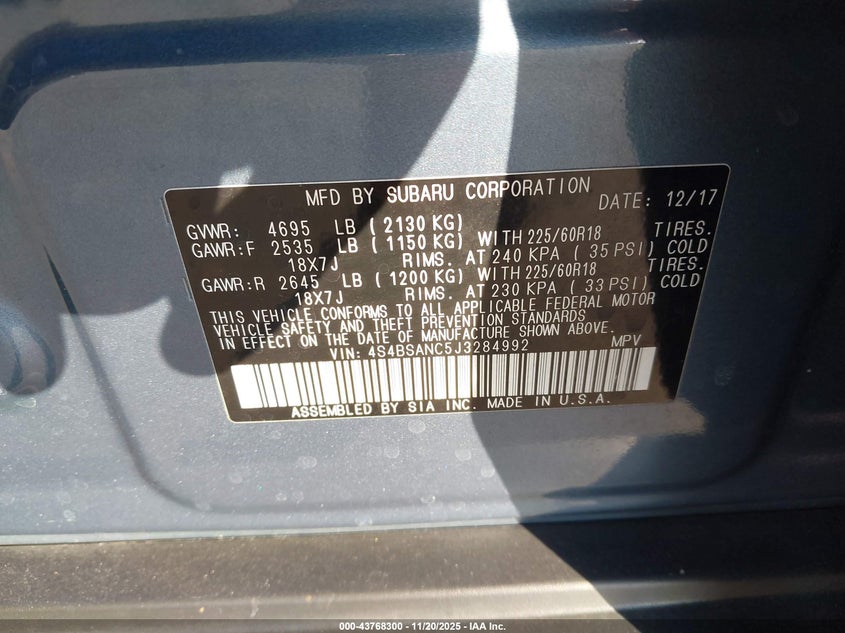 MFD BY SUBARU CORPORATION DATE: 12/17
GVWR: 4695 LB (2130 KG)
GAWR:F 2535 LB (1150 KG) WITH 225/60R18 TIRES.
18X7J RIMS. AT 240 KPA (35 PSI) COLD
GAWR:R 2645 LB (1200 KG) WITH 225/60R18 TIRES.
18X7J RIMS. AT 230 KPA (33 PSI) COLD
THIS VEHICLE CONFORMS TO ALL APPLICABLE FEDERAL MOTOR
VEHICLE SAFETY AND THEFT PREVENTION STANDARDS
IN EFFECT ON THE DATE OF MANUFACTURE SHOWN ABOVE.
VIN: 4S4BSANC5J3284992 MPV
ASSEMBLED BY SIA INC. MADE IN U.S.A.
000-43768300 - 11/20/2025 - IAA Inc.